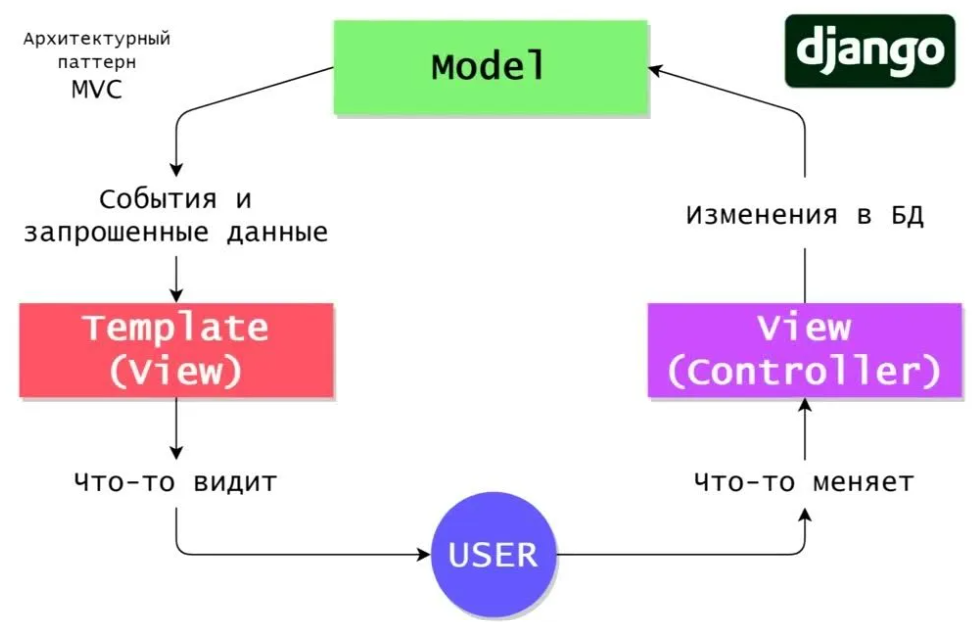 Архитектурный
паттерн
MVC
Model
django
События и
запрошенные данные
Изменения в БД
Template
(View)
View
(Controller)
Что-то видит
Что-то меняет
USER